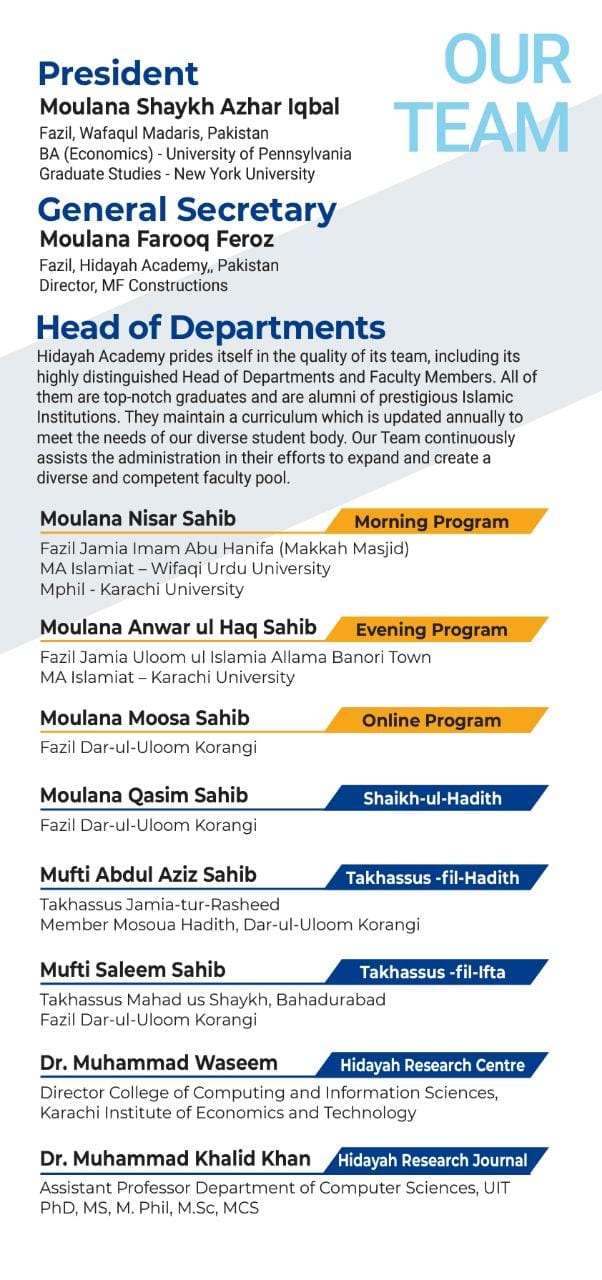 OUR
TEAM
President
Moulana Shaykh Azhar Iqbal
Fazil, Wafaqul Madaris, Pakistan
BA (Economics) - University of Pennsylvania
Graduate Studies - New York University
General Secretary
Moulana Farooq Feroz
Fazil, Hidayah Academy,, Pakistan
Director, MF Constructions
Head of Departments
Hidayah Academy prides itself in the quality of its team, including its
highly distinguished Head of Departments and Faculty Members. All of
them are top-notch graduates and are alumni of prestigious Islamic
Institutions. They maintain a curriculum which is updated annually to
meet the needs of our diverse student body. Our Team continuously
assists the administration in their efforts to expand and create a
diverse and competent faculty pool.
Moulana Nisar Sahib Morning Program
Fazil Jamia Imam Abu Hanifa (Makkah Masjid)
MA Islamiat – Wifaqi Urdu University
Mphil - Karachi University
Moulana Anwar ul Haq Sahib Evening Program
Fazil Jamia Uloom ul Islamia Allama Banori Town
MA Islamiat – Karachi University
Moulana Moosa Sahib Online Program
Fazil Dar-ul-Uloom Korangi
Moulana Qasim Sahib Shaikh-ul-Hadith
Fazil Dar-ul-Uloom Korangi
Mufti Abdul Aziz Sahib Takhassus -fil-Hadith
Takhassus Jamia-tur-Rasheed
Member Mosoua Hadith, Dar-ul-Uloom Korangi
Mufti Saleem Sahib Takhassus -fil-Ifta
Takhassus Mahad us Shaykh, Bahadurabad
Fazil Dar-ul-Uloom Korangi
Dr. Muhammad Waseem Hidayah Research Centre
Director College of Computing and Information Sciences,
Karachi Institute of Economics and Technology
Dr. Muhammad Khalid Khan Hidayah Research Journal
Assistant Professor Department of Computer Sciences, UIT
PhD, MS, M. Phil, M.Sc, MCS